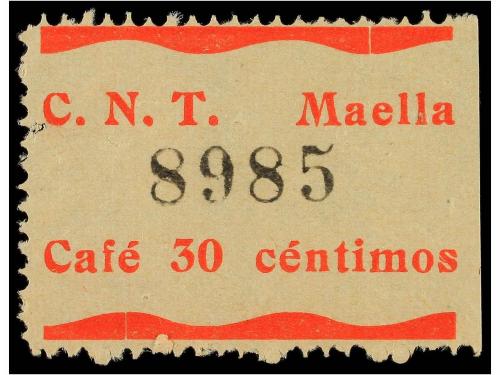 C. N. T. Maella
8985
Café 30 céntimos